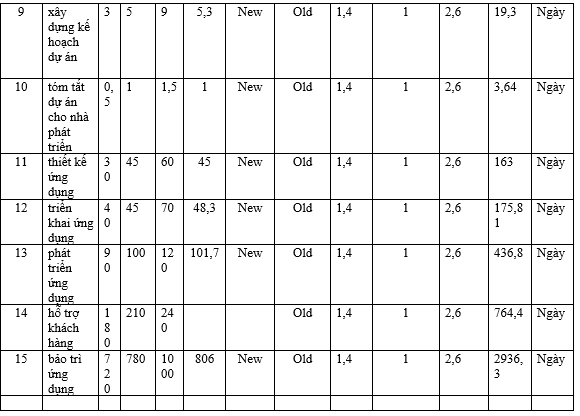 9 xây dựng kế hoạch dự án 3 5 9 5,3 New Old 1,4 1 2,6 19,3 Ngày
10 tóm tắt dự án cho nhà phát triển 0,5 1 1,5 1 New Old 1,4 1 2,6 3,64 Ngày
11 thiết kế ứng dụng 30 45 60 45 New Old 1,4 1 2,6 163 Ngày
12 triển khai ứng dụng 40 45 70 48,3 New Old 1,4 1 2,6 175,81 Ngày
13 phát triển ứng dụng 90 100 120 101,7 New Old 1,4 1 2,6 436,8 Ngày
14 hỗ trợ khách hàng 180 210 240 Old 1,4 1 2,6 764,4 Ngày
15 bảo trì ứng dụng 720 780 1000 806 New Old 1,4 1 2,6 2936,3 Ngày